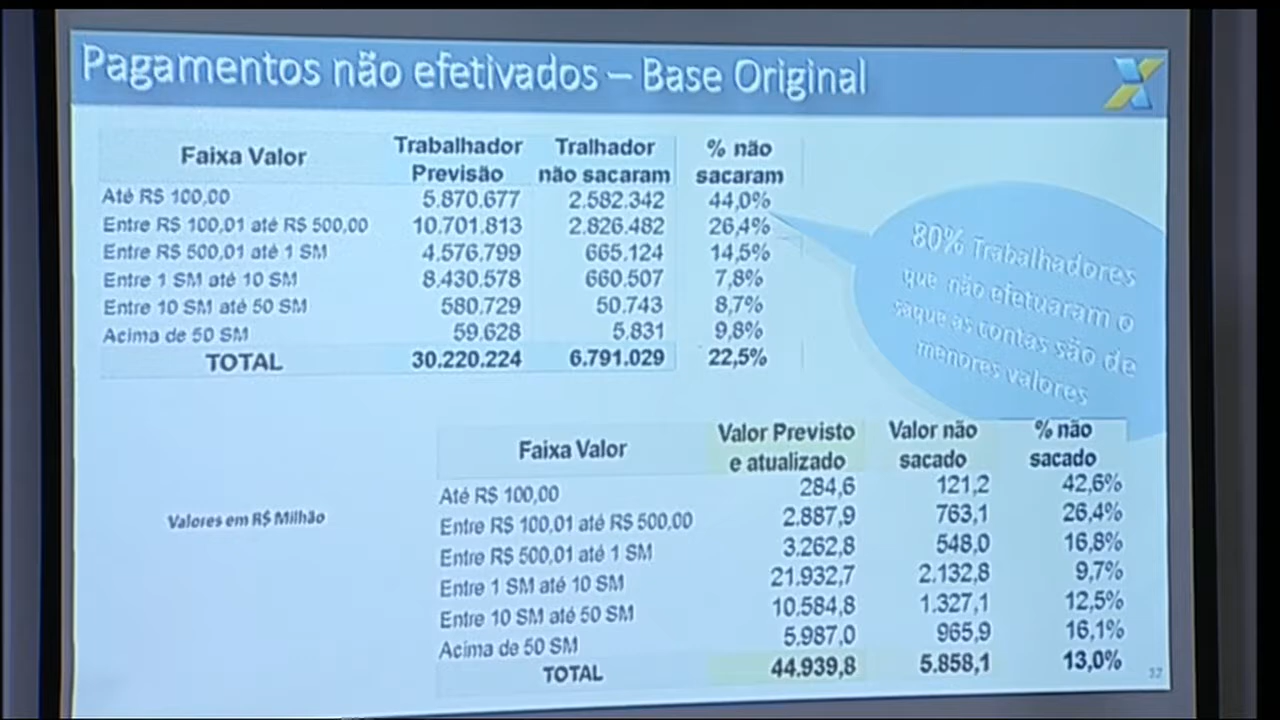 Pagamentos não efetivados – Base Original
Faixa Valor Trabalhador Previsão Tralhador não sacaram % não sacaram
Até R$ 100,00 5.870.677 2.582.342 44,0%
Entre R$ 100,01 até R$ 500,00 10.701.813 2.826.482 26,4%
Entre R$ 500,01 até 1 SM 4.576.799 665.124 14,5%
Entre 1 SM até 10 SM 8.430.578 660.507 7,8%
Entre 10 SM até 50 SM 580.729 50.743 8,7%
Acima de 50 SM 59.628 5.831 9,8%
TOTAL 30.220.224 6.791.029 22,5%
80% Trabalhadores
que não efetuaram o
saque as contas são de
menores valores
Faixa Valor Valor Previsto e atualizado Valor não sacado % não sacado
Até R$ 100,00 284,6 121,2 42,6%
Entre R$ 100,01 até R$ 500,00 2.887,9 763,1 26,4%
Entre R$ 500,01 até 1 SM 3.262,8 548,0 16,8%
Entre 1 SM até 10 SM 21.932,7 2.132,8 9,7%
Entre 10 SM até 50 SM 10.584,8 1.327,1 12,5%
Acima de 50 SM 5.987,0 965,9 16,1%
TOTAL 44.939,8 5.858,1 13,0%
Valores em R$ Milhão